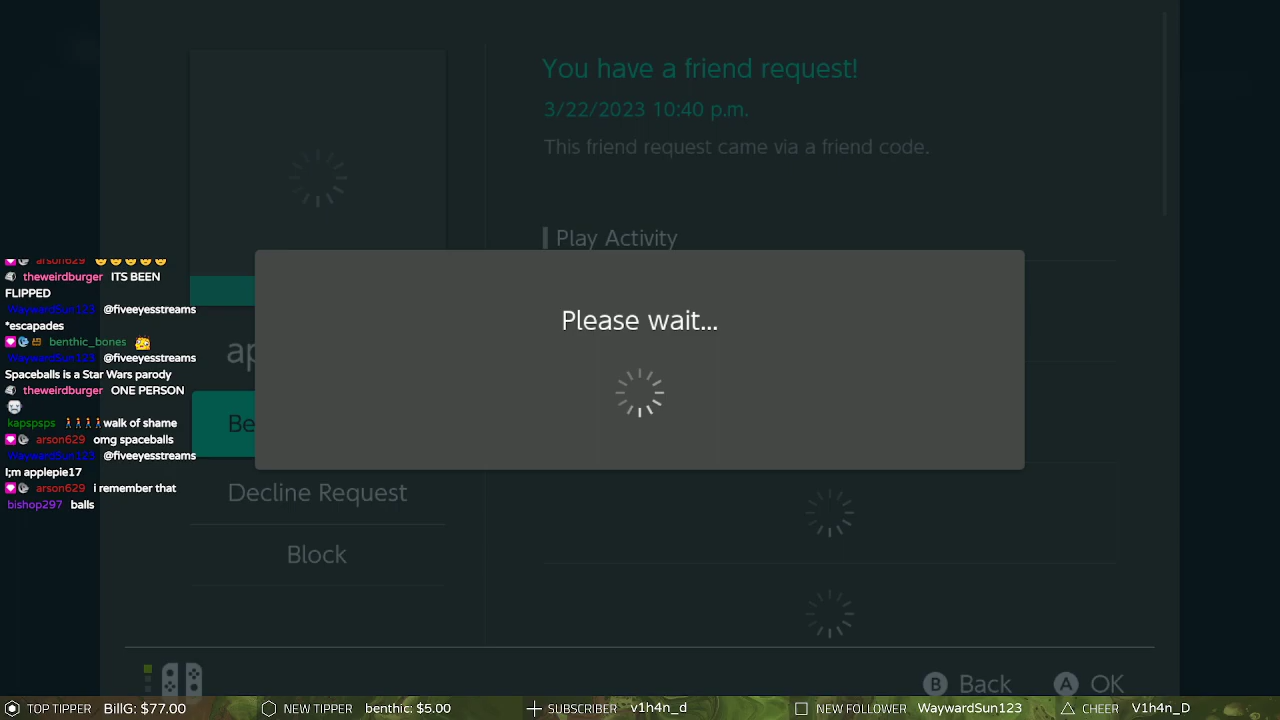 You have a friend request!
3/22/2023 10:40 p.m.
This friend request came via a friend code.
Play Activity
Please wait...
ap
Be
Decline Request
Block
arson629
theweirdburger ITS BEEN
FLIPPED
WaywardSun123 @fiveeyesstreams
*escapades
benthic_bones
WaywardSun123 @fiveeyesstreams
Spaceballs is a Star Wars parody
theweirdburger ONE PERSON
kapspsps walk of shame
arson629 omg spaceballs
WaywardSun123 @fiveeyesstreams
I;m applepie17
arson629 i remember that
bishop297 balls
B Back A OK
TOP TIPPER BillG: $77.00 NEW TIPPER benthic: $5.00 SUBSCRIBER v1h4n_d NEW FOLLOWER WaywardSun123 CHEER V1h4n_D